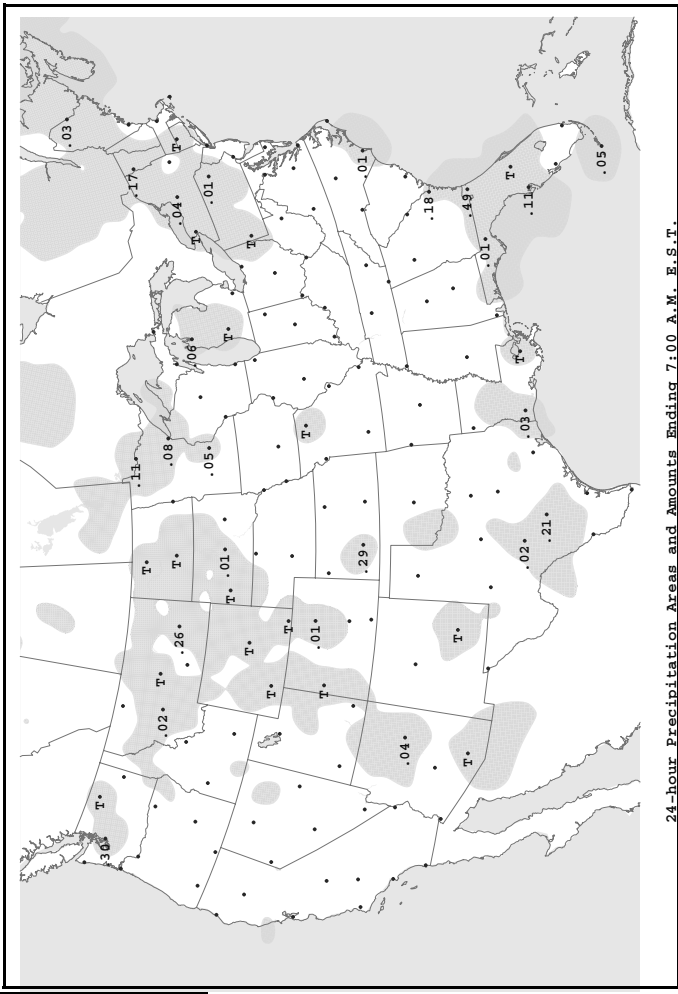 .03
T
.30
.17
.11
T
T
.02
.08
T
T
.04
.26
.06
T
.05
.01
.01
T
T
T
T
T
T
T
.01
T
.29
.01
.04
.18
T
T
.49
.01
T
T
.02
.03
.11
.21
.05
24-hour Precipitation Areas and Amounts Ending 7:00 A.M. E.S.T.